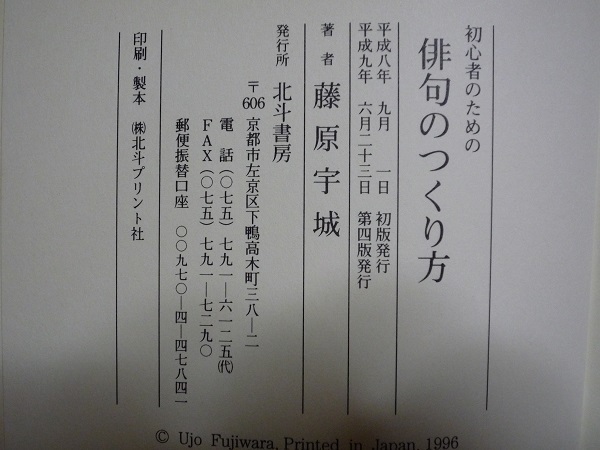 初心者のための
俳句のつくり方
平成八年 九月 一日 初版発行
平成九年 六月二十三日 第四版発行
著者 藤原宇城
発行所 北斗書房
〒606 京都市左京区下鴨高木町三八―二
電話(〇七五)七九一―六一二五(代)
FAX(〇七五)七九一―七二九〇
郵便振替口座 〇〇九七〇―四―四七八四一
印刷・製本 ㈱北斗プリント社
© Ujo Fujiwara, Printed in Japan, 1996